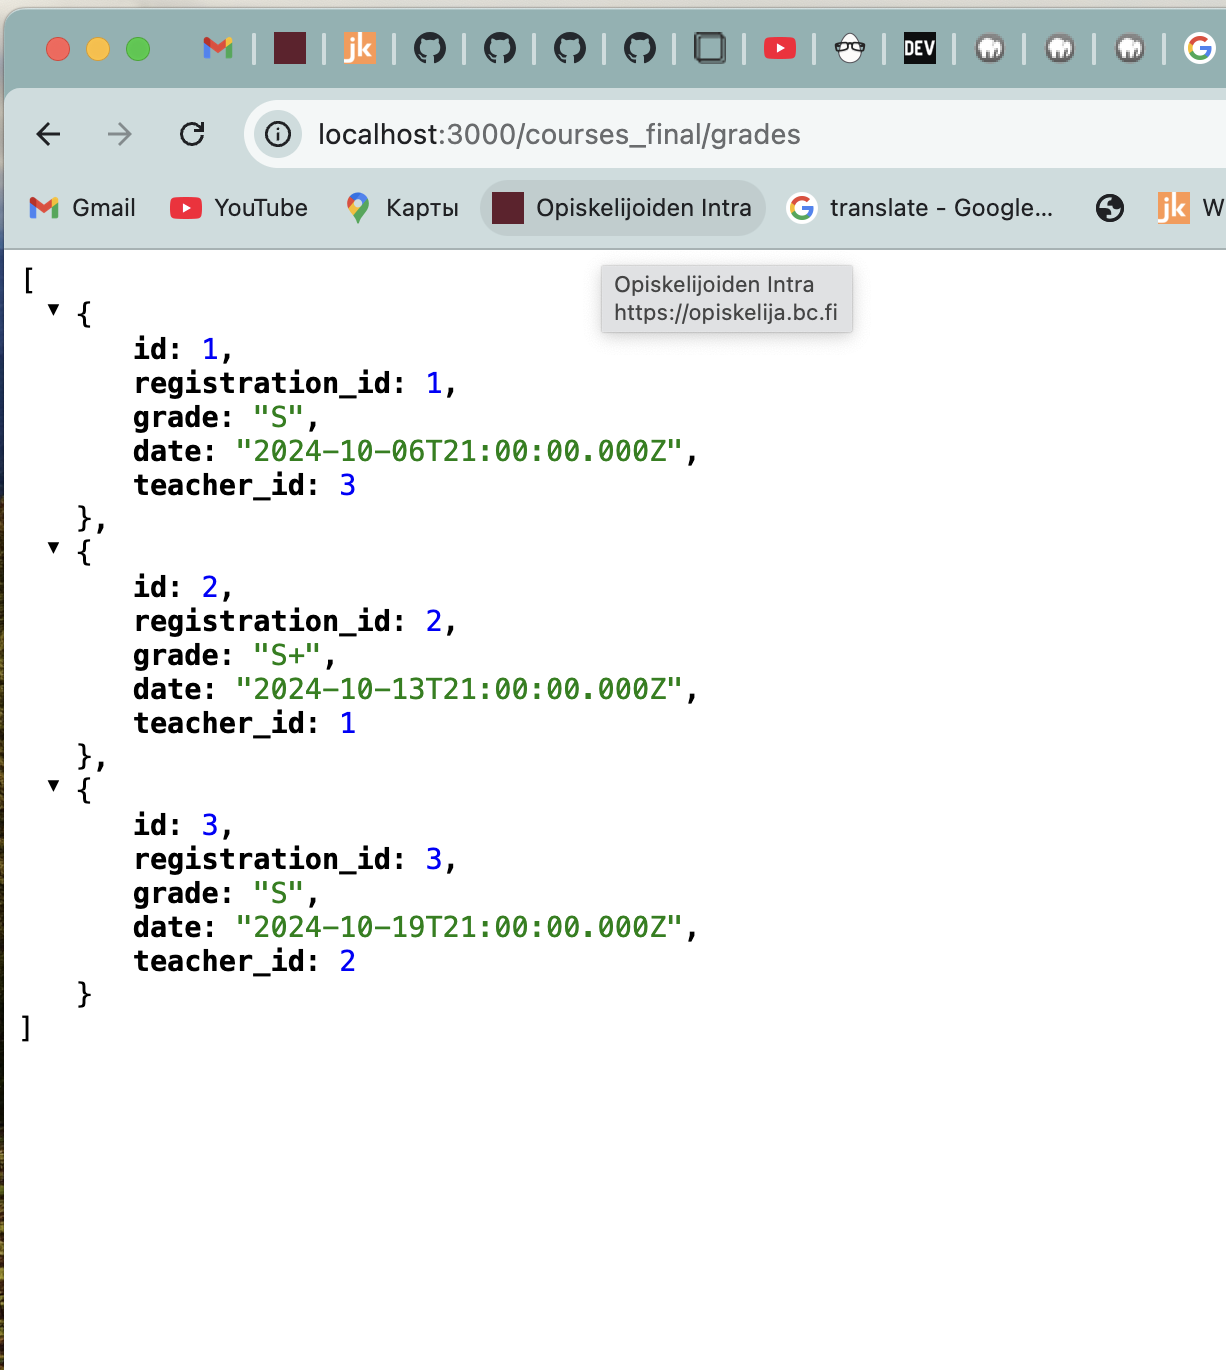 jk
DEV
localhost:3000/courses_final/grades
Gmail
YouTube
Карты
Opiskelijoiden Intra
translate - Google...
jk
W
Opiskelijoiden Intra
https://opiskelija.bc.fi
[
{
id: 1,
registration_id: 1,
grade: "S",
date: "2024-10-06T21:00:00.000Z",
teacher_id: 3
},
{
id: 2,
registration_id: 2,
grade: "S+",
date: "2024-10-13T21:00:00.000Z",
teacher_id: 1
},
{
id: 3,
registration_id: 3,
grade: "S",
date: "2024-10-19T21:00:00.000Z",
teacher_id: 2
}
]